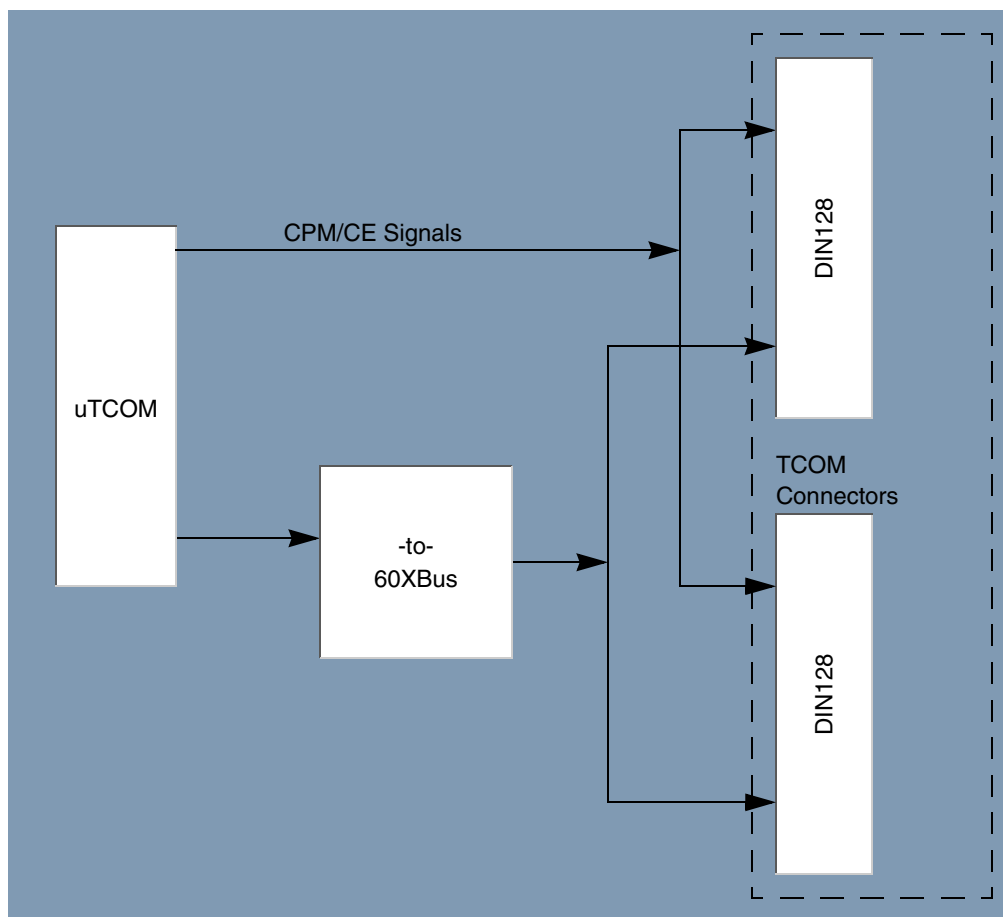 CPM/CE Signals
uTCOM
-to-
60XBus
DIN128
TCOM
Connectors
DIN128